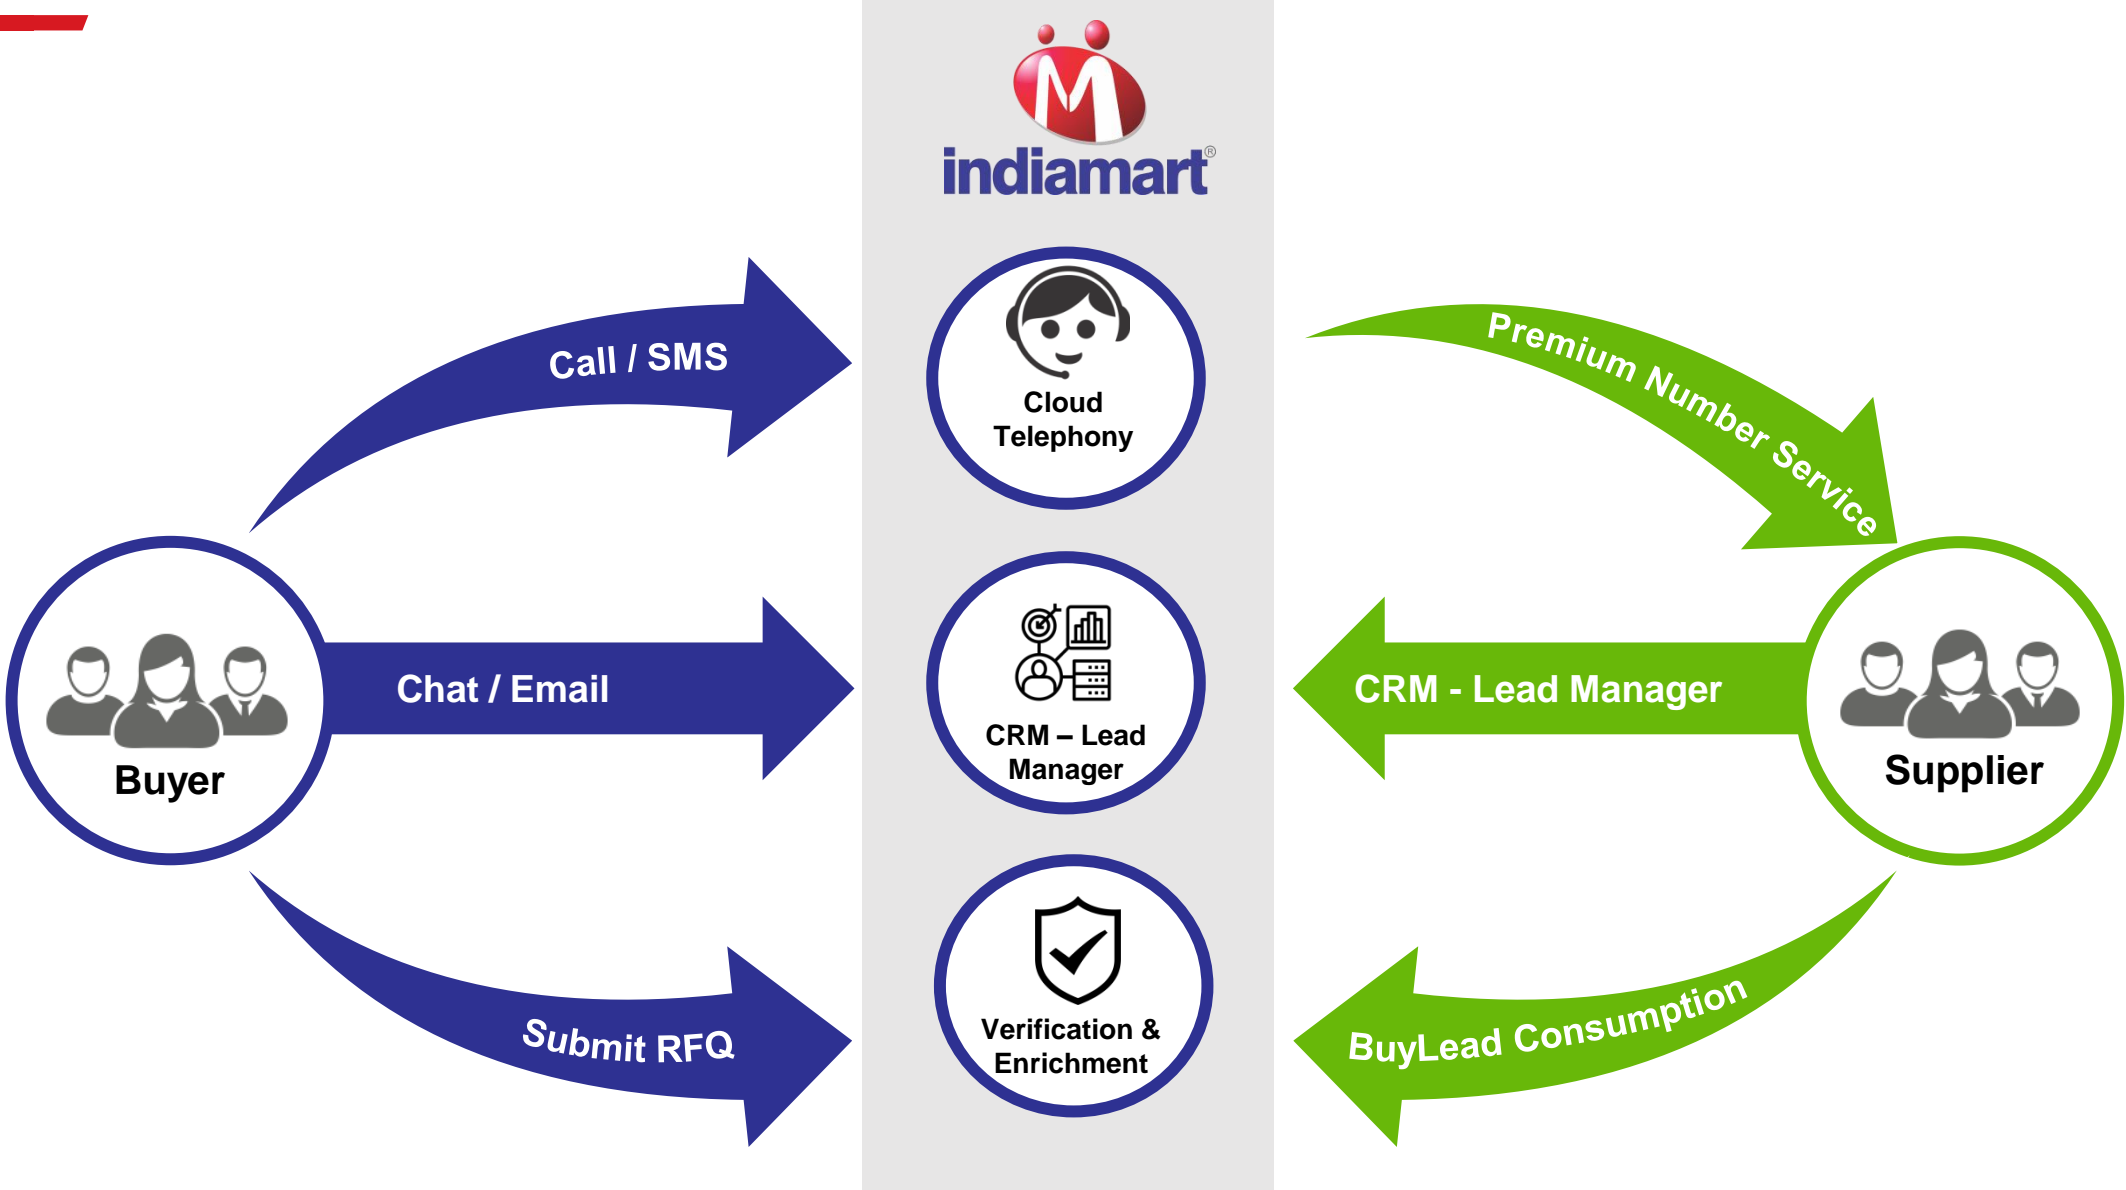 indiamart®
Call / SMS
Cloud
Telephony
Premium Number Service
Buyer
Chat / Email
CRM – Lead
Manager
CRM - Lead Manager
Supplier
Submit RFQ
Verification &
Enrichment
BuyLead Consumption